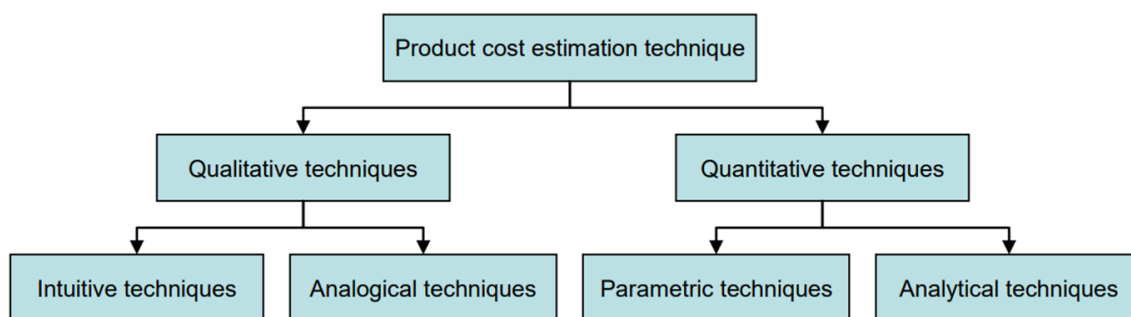 Product cost estimation technique
Qualitative techniques
Quantitative techniques
Intuitive techniques
Analogical techniques
Parametric techniques
Analytical techniques